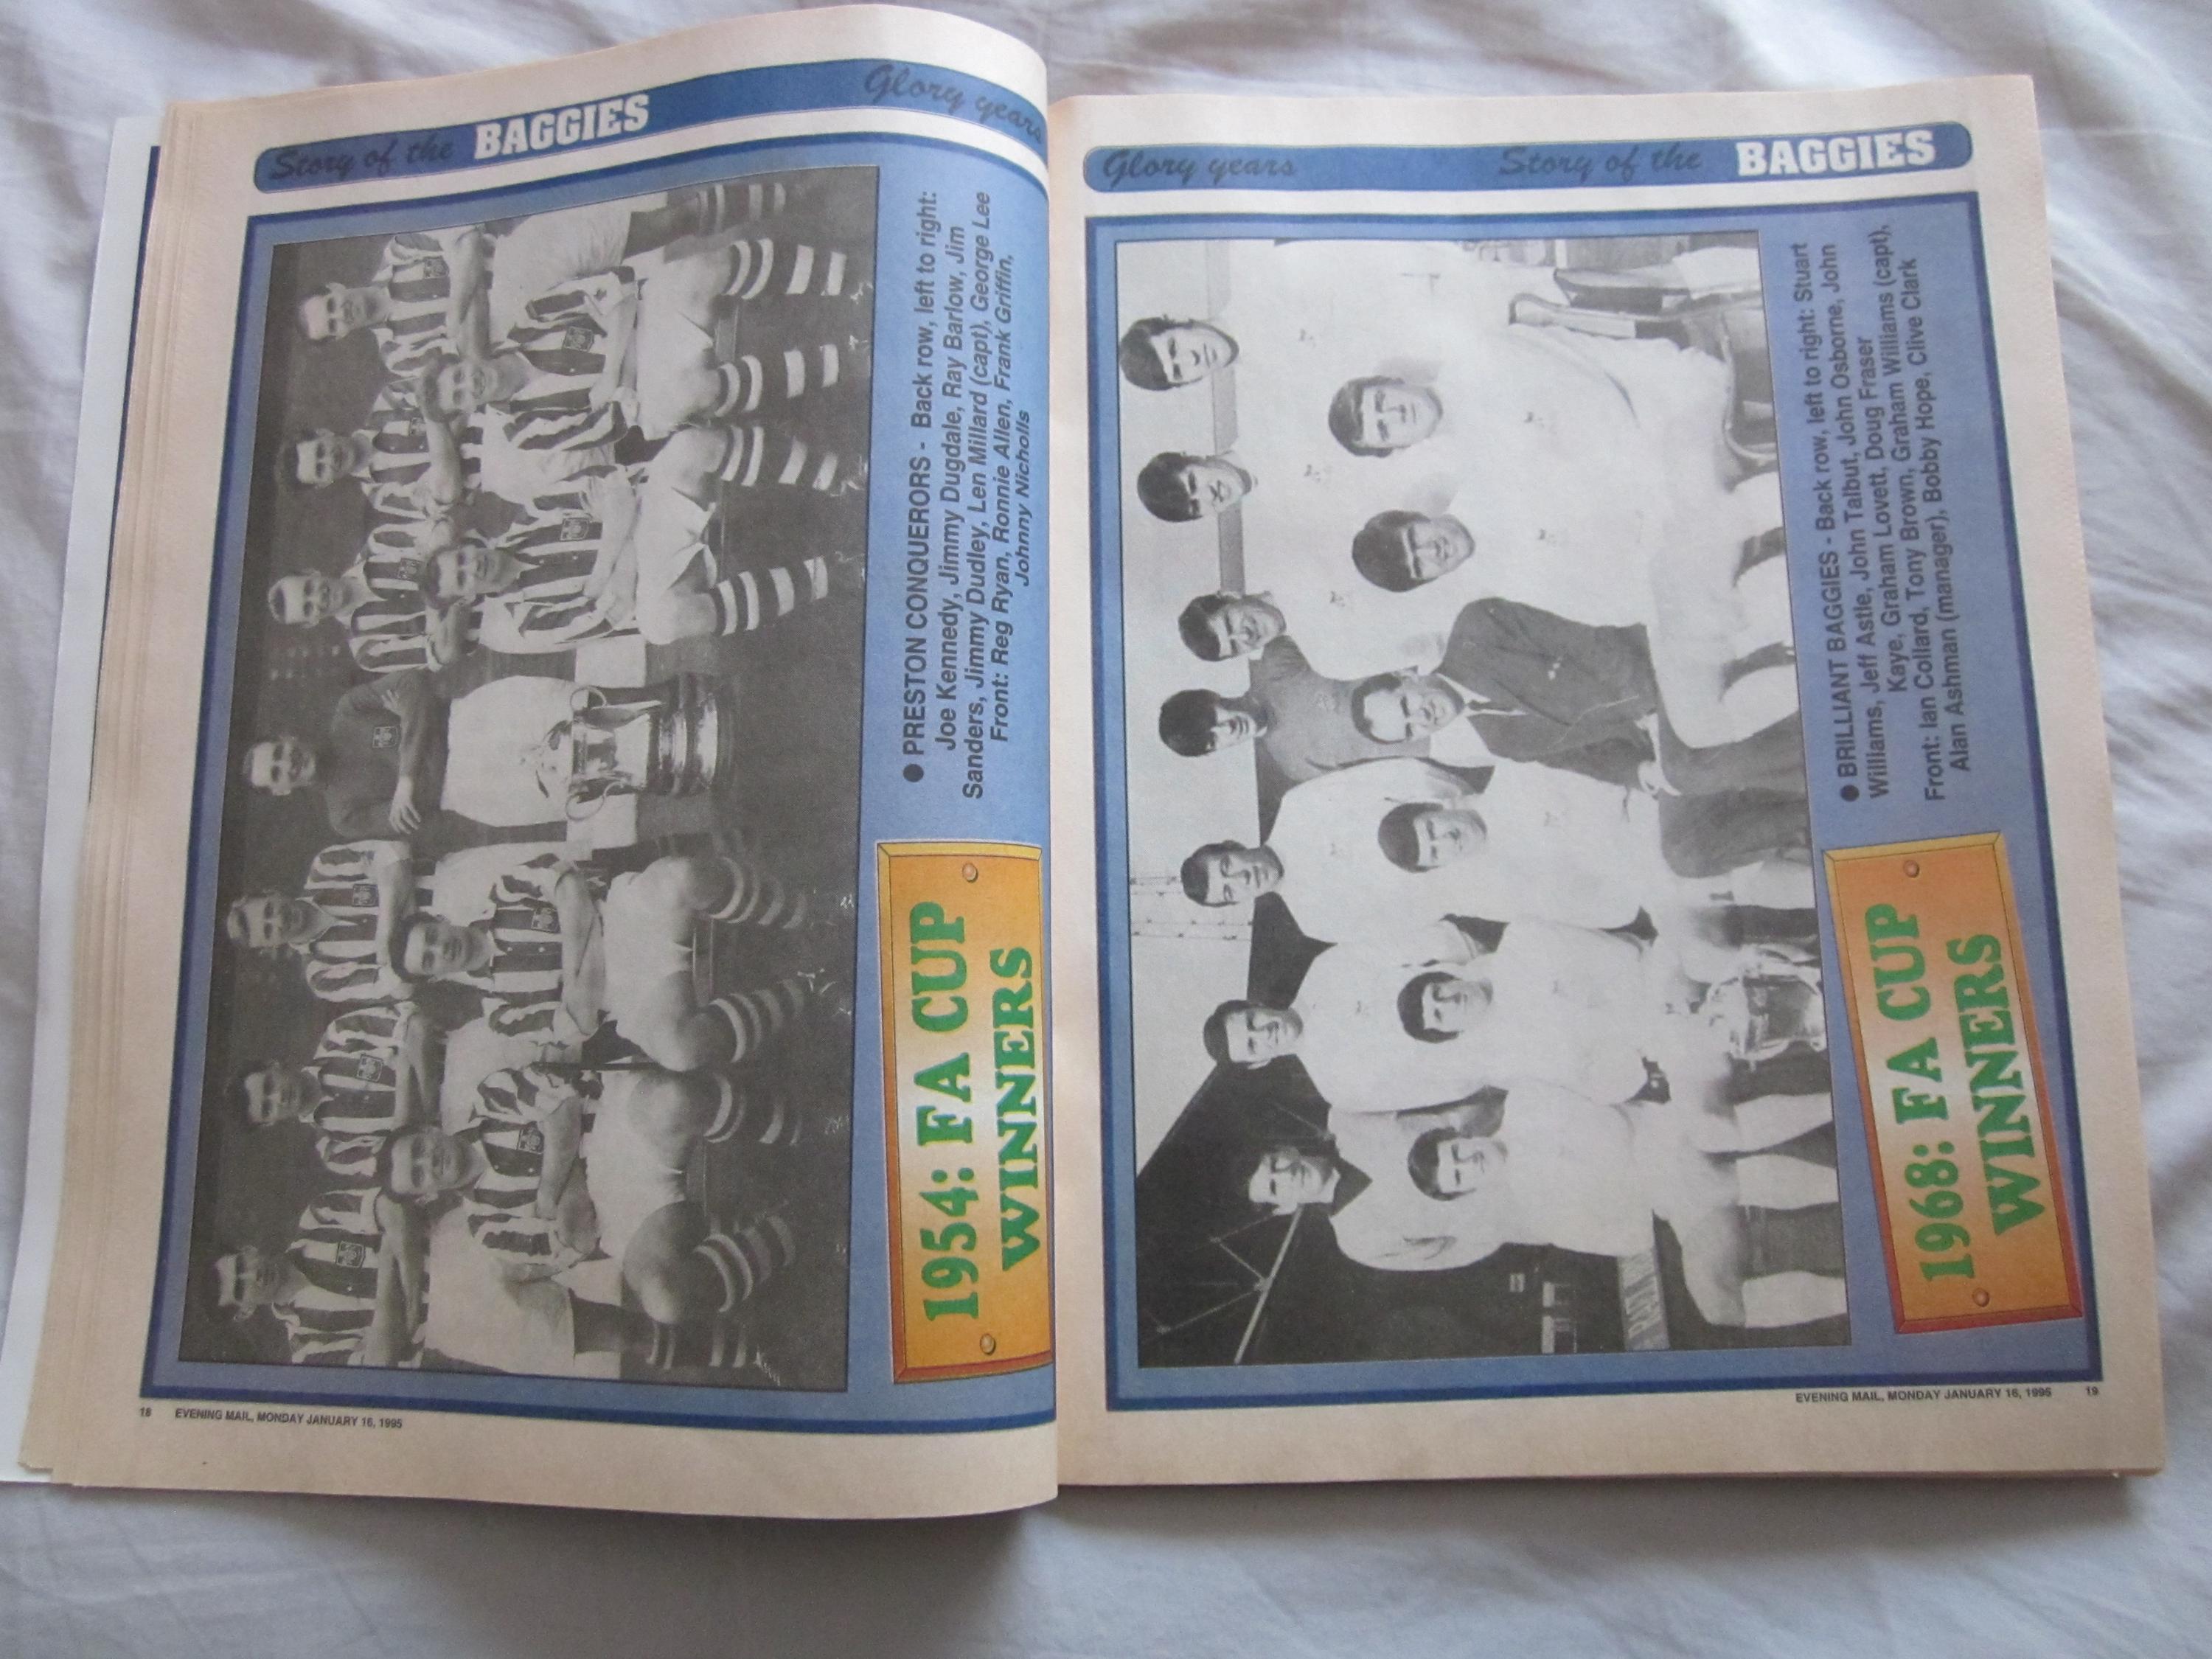 Story of the BAGGIES Glory years
● PRESTON CONQUERORS - Back row, left to right:
Joe Kennedy, Jimmy Dugdale, Ray Barlow, Jim
Sanders, Jimmy Dudley, Len Millard (capt), George Lee
Front: Reg Ryan, Ronnie Allen, Frank Griffin,
Johnny Nicholls
1954: FA CUP
WINNERS
18 EVENING MAIL, MONDAY JANUARY 16, 1995
Glory years Story of the BAGGIES
● BRILLIANT BAGGIES - Back row, left to right: Stuart
Williams, Jeff Astle, John Talbut, John Osborne, John
Kaye, Graham Lovett, Doug Fraser
Front: Ian Collard, Tony Brown, Graham Williams (capt),
Alan Ashman (manager), Bobby Hope, Clive Clark
1968: FA CUP
WINNERS
EVENING MAIL, MONDAY JANUARY 16, 1995 19